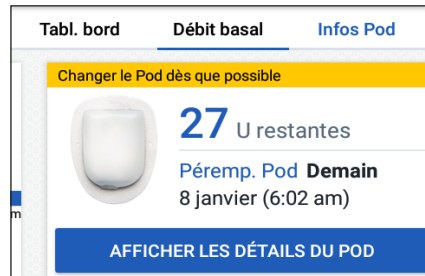 Tabl. bord Débit basal Infos Pod
Changer le Pod dès que possible
27 U restantes
Péremp. Pod Demain
8 janvier (6:02 am)
m
AFFICHER LES DÉTAILS DU POD